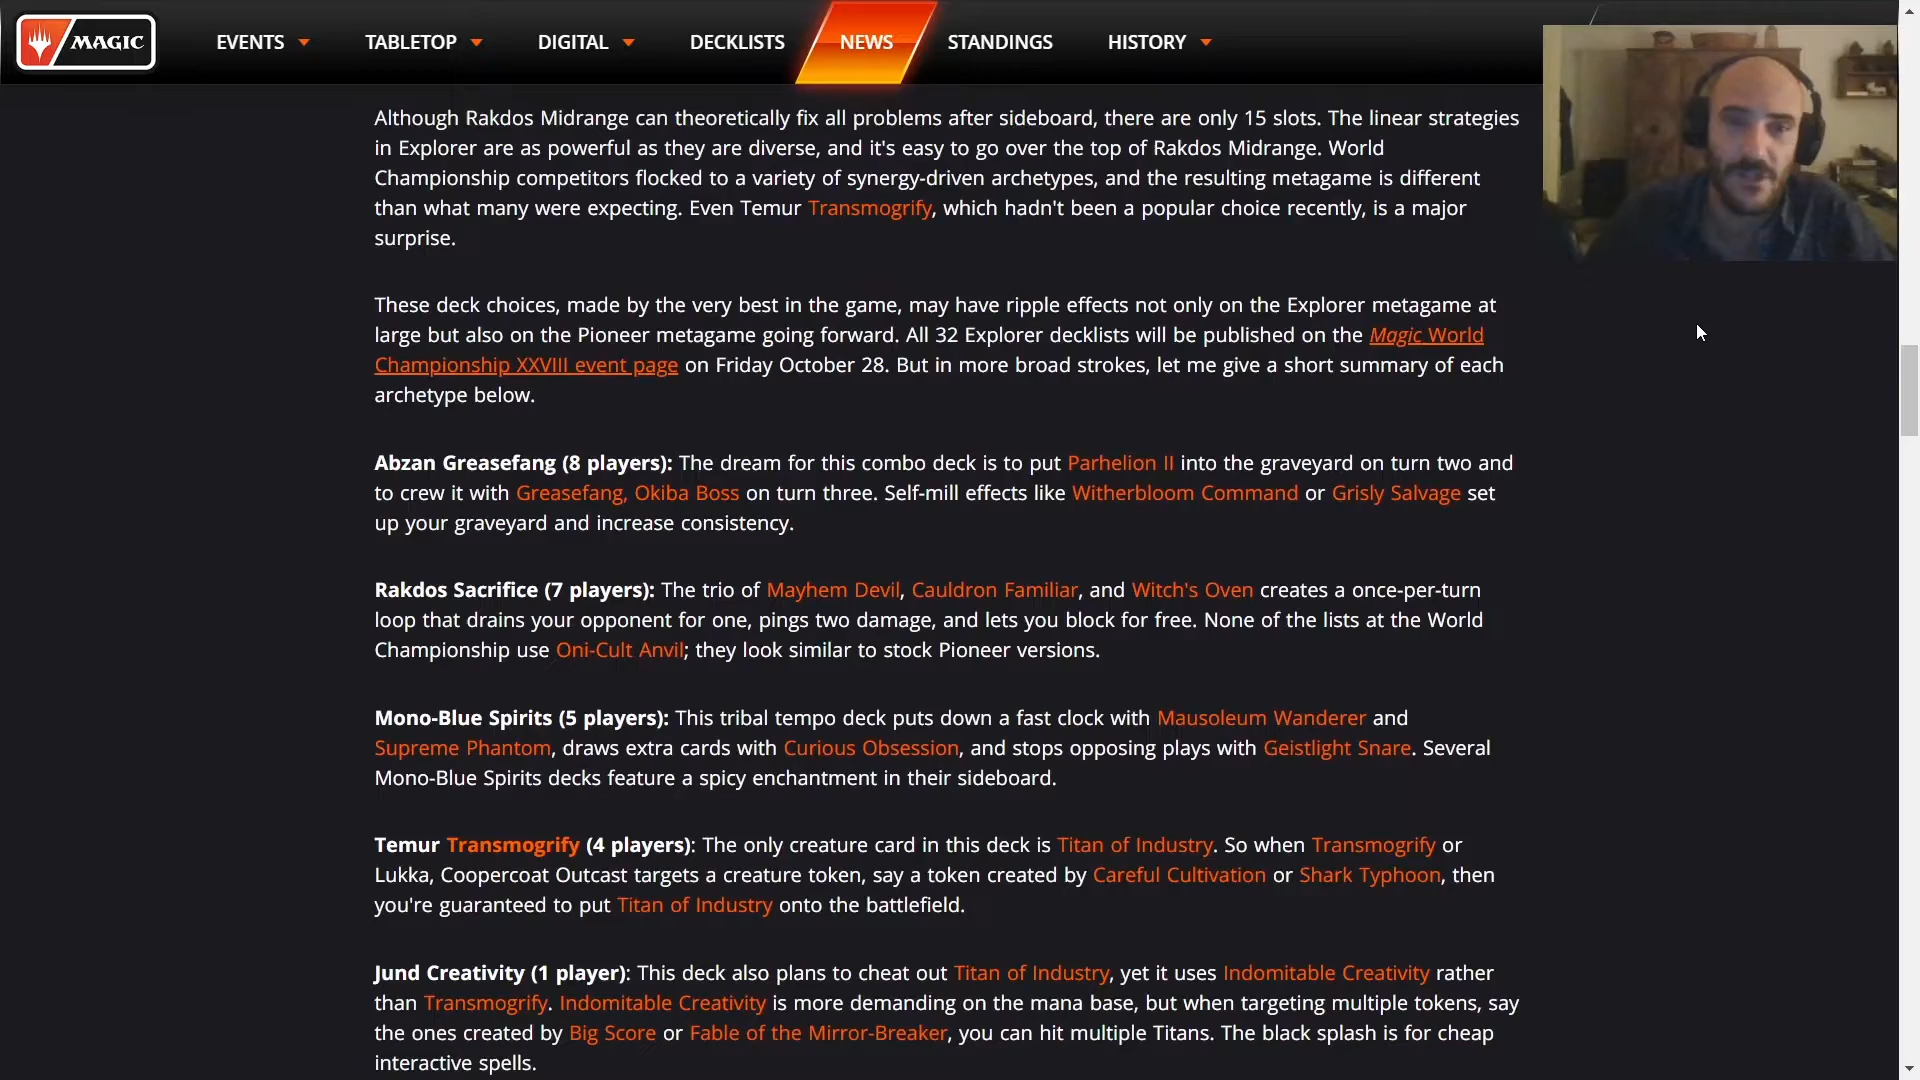 MAGIC
EVENTS TABLETOP DIGITAL DECKLISTS NEWS STANDINGS HISTORY
Although Rakdos Midrange can theoretically fix all problems after sideboard, there are only 15 slots. The linear strategies
in Explorer are as powerful as they are diverse, and it's easy to go over the top of Rakdos Midrange. World
Championship competitors flocked to a variety of synergy-driven archetypes, and the resulting metagame is different
than what many were expecting. Even Temur Transmogrify, which hadn't been a popular choice recently, is a major
surprise.
These deck choices, made by the very best in the game, may have ripple effects not only on the Explorer metagame at
large but also on the Pioneer metagame going forward. All 32 Explorer decklists will be published on the Magic World
Championship XXVIII event page on Friday October 28. But in more broad strokes, let me give a short summary of each
archetype below.
Abzan Greasefang (8 players): The dream for this combo deck is to put Parhelion II into the graveyard on turn two and
to crew it with Greasefang, Okiba Boss on turn three. Self-mill effects like Witherbloom Command or Grisly Salvage set
up your graveyard and increase consistency.
Rakdos Sacrifice (7 players): The trio of Mayhem Devil, Cauldron Familiar, and Witch's Oven creates a once-per-turn
loop that drains your opponent for one, pings two damage, and lets you block for free. None of the lists at the World
Championship use Oni-Cult Anvil; they look similar to stock Pioneer versions.
Mono-Blue Spirits (5 players): This tribal tempo deck puts down a fast clock with Mausoleum Wanderer and
Supreme Phantom, draws extra cards with Curious Obsession, and stops opposing plays with Geistlight Snare. Several
Mono-Blue Spirits decks feature a spicy enchantment in their sideboard.
Temur Transmogrify (4 players): The only creature card in this deck is Titan of Industry. So when Transmogrify or
Lukka, Coopercoat Outcast targets a creature token, say a token created by Careful Cultivation or Shark Typhoon, then
you're guaranteed to put Titan of Industry onto the battlefield.
Jund Creativity (1 player): This deck also plans to cheat out Titan of Industry, yet it uses Indomitable Creativity rather
than Transmogrify. Indomitable Creativity is more demanding on the mana base, but when targeting multiple tokens, say
the ones created by Big Score or Fable of the Mirror-Breaker, you can hit multiple Titans. The black splash is for cheap
interactive spells.